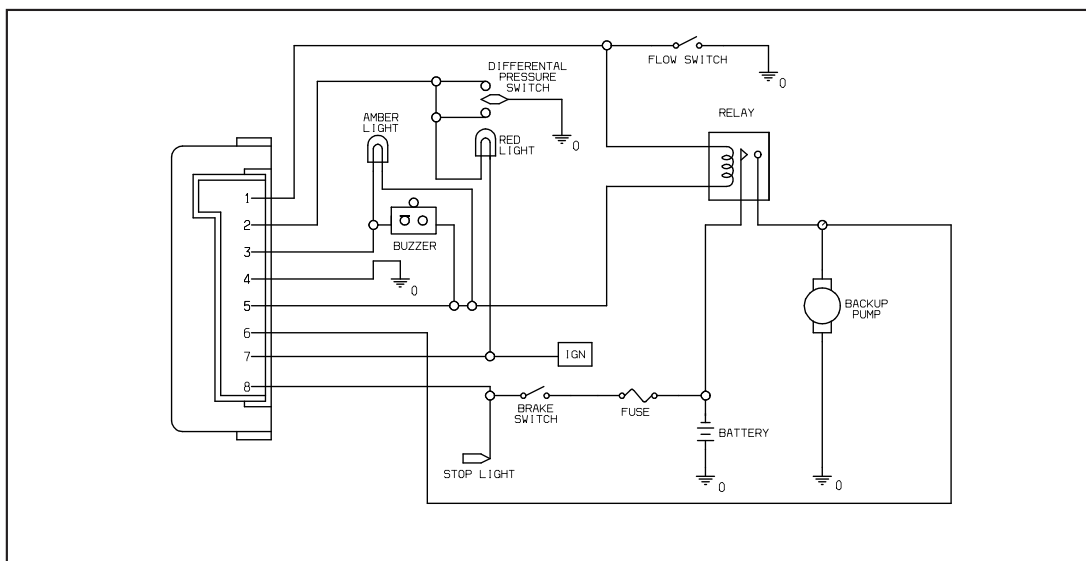 FLOW SWITCH
0
DIFFERENTIAL
PRESSURE
SWITCH
0
AMBER
LIGHT
RED
LIGHT
RELAY
1
2
3
4
5
6
7
8
BUZZER
0
IGN
BACKUP
PUMP
BRAKE
SWITCH
FUSE
BATTERY
STOP LIGHT
0
0